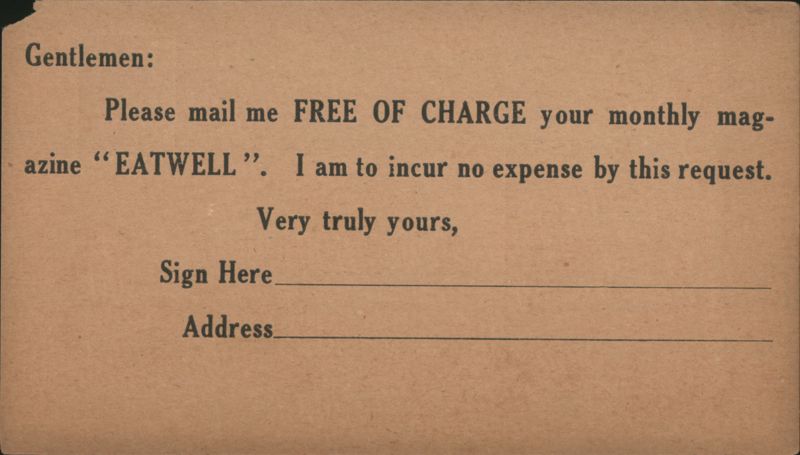 Gentlemen:
Please mail me FREE OF CHARGE your monthly mag-
azine "EATWELL". I am to incur no expense by this request.
Very truly yours,
Sign Here
Address